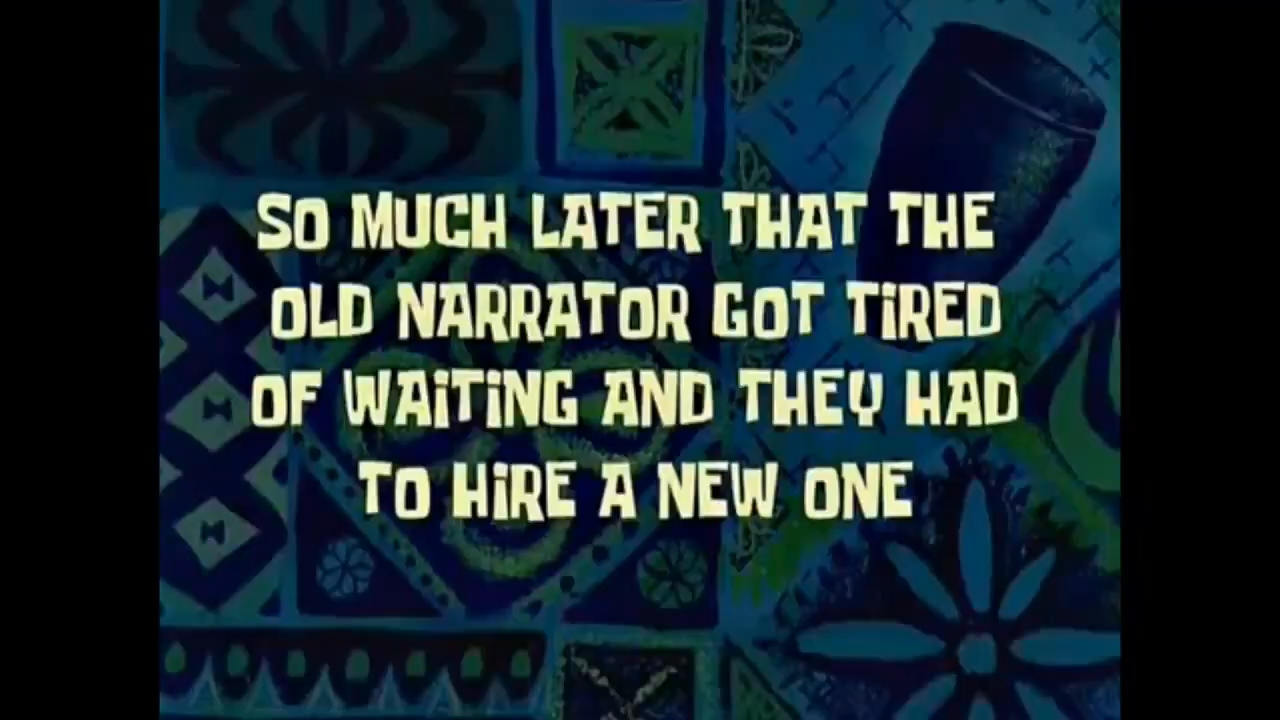 SO MUCH LATER THAT THE
OLD NARRATOR GOT TiRED
OF WAiTiNG AND THEY HAD
TO HiRE A NEW ONE